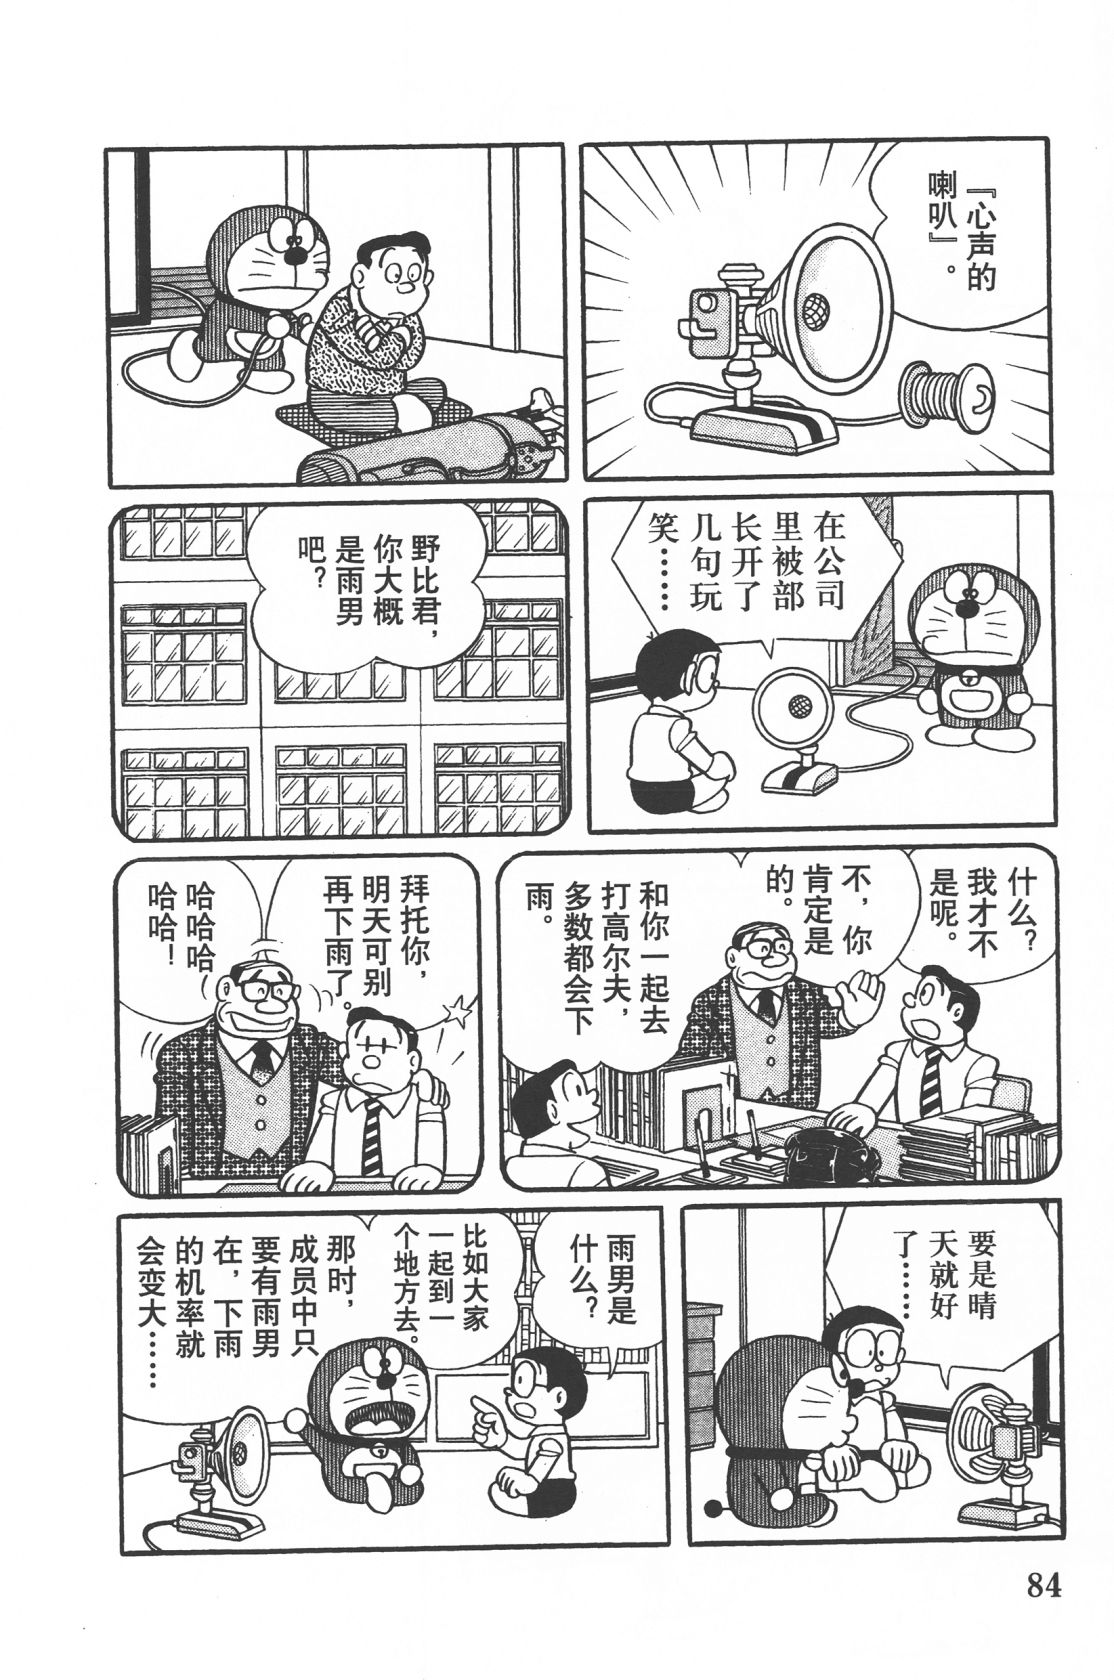 『心声的
喇叭』。
在公司
里被部
长开了
几句玩
笑……
野比君，
你大概
是雨男
吧？
什么？
我才不
是呢。
不，你
肯定是
的。
和你一起去
打高尔夫，
多数都会下
雨。
拜托你，
明天可别
再下雨了。
哈哈哈
哈哈！
要是晴
天就好
了……
雨男是
什么？
比如大家
一起到一
个地方去。
那时，
成员中只
要有雨男
在，下雨
的机率就
会变大……
84